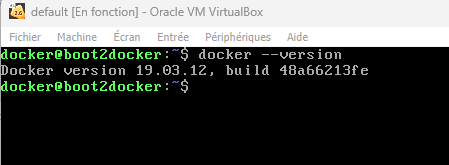 default [En fonction] - Oracle VM VirtualBox
Fichier Machine Écran Entrée Périphériques Aide
docker@boot2docker:~$ docker --version
Docker version 19.03.12, build 48a66213fe
docker@boot2docker:~$